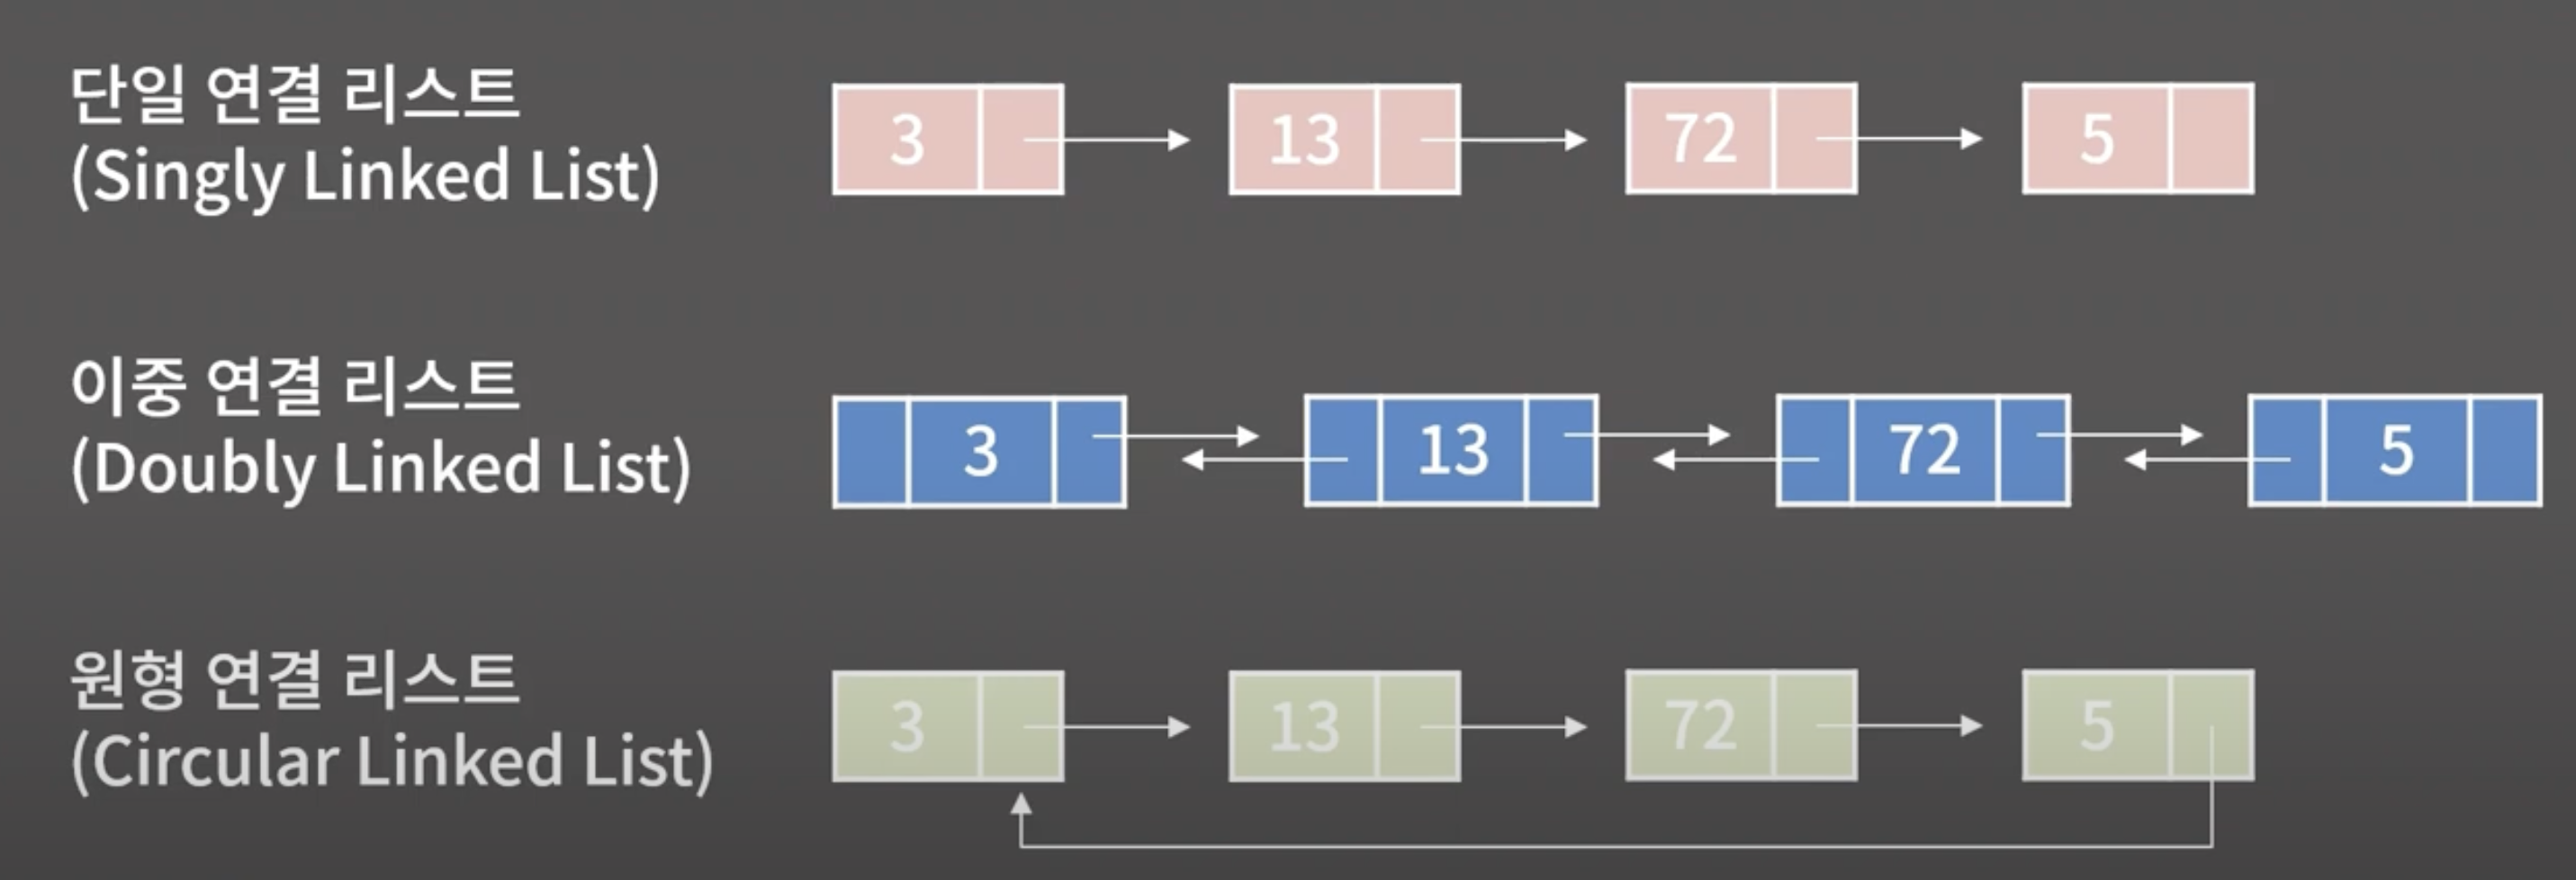 단일 연결 리스트
(Singly Linked List)
3 13 72 5
이중 연결 리스트
(Doubly Linked List)
3 13 72 5
원형 연결 리스트
(Circular Linked List)
3 13 72 5